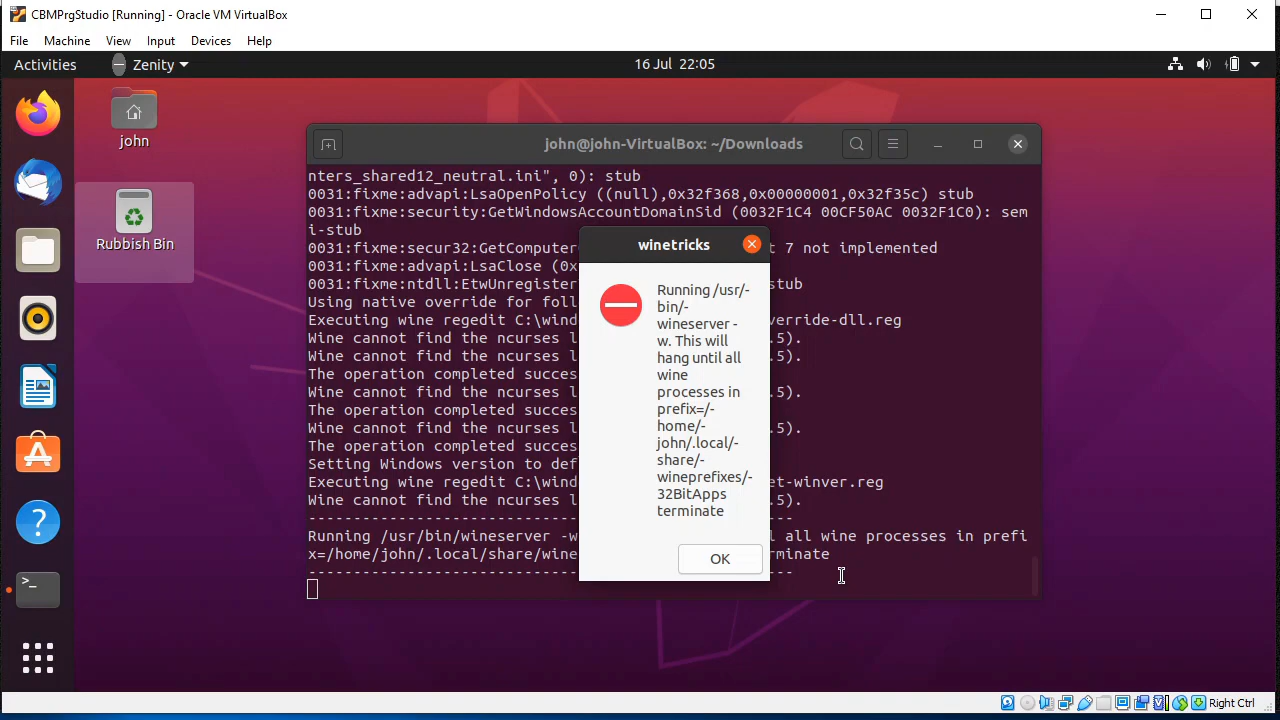 CBMPrgStudio [Running] - Oracle VM VirtualBox
File Machine View Input Devices Help
Activities Zenity 16 Jul 22:05
john
Rubbish Bin
john@john-VirtualBox: ~/Downloads
nters_shared12_neutral.ini", 0): stub
0031:fixme:advapi:LsaOpenPolicy ((null),0x32f368,0x00000001,0x32f35c) stub
0031:fixme:security:GetWindowsAccountDomainSid (0032F1C4 00CF50AC 0032F1C0): sem
i-stub
0031:fixme:secur32:GetComputer t 7 not implemented
0031:fixme:advapi:LsaClose (0x
0031:fixme:ntdll:EtwUnregister stub
Using native override for foll
Executing wine regedit C:\wind verride-dll.reg
Wine cannot find the ncurses l .5).
Wine cannot find the ncurses l .5).
The operation completed succes
Wine cannot find the ncurses l .5).
The operation completed succes
Wine cannot find the ncurses l .5).
The operation completed succes
Setting Windows version to def
Executing wine regedit C:\wind et-winver.reg
Wine cannot find the ncurses l .5).
------------------------------ --
Running /usr/bin/wineserver -w l all wine processes in prefi
x=/home/john/.local/share/wine rminate
------------------------------ --
winetricks
Running /usr/-
bin/-
wineserver -
w. This will
hang until all
wine
processes in
prefix=/-
home/-
john/.local/-
share/-
wineprefixes/-
32BitApps
terminate
OK
Right Ctrl